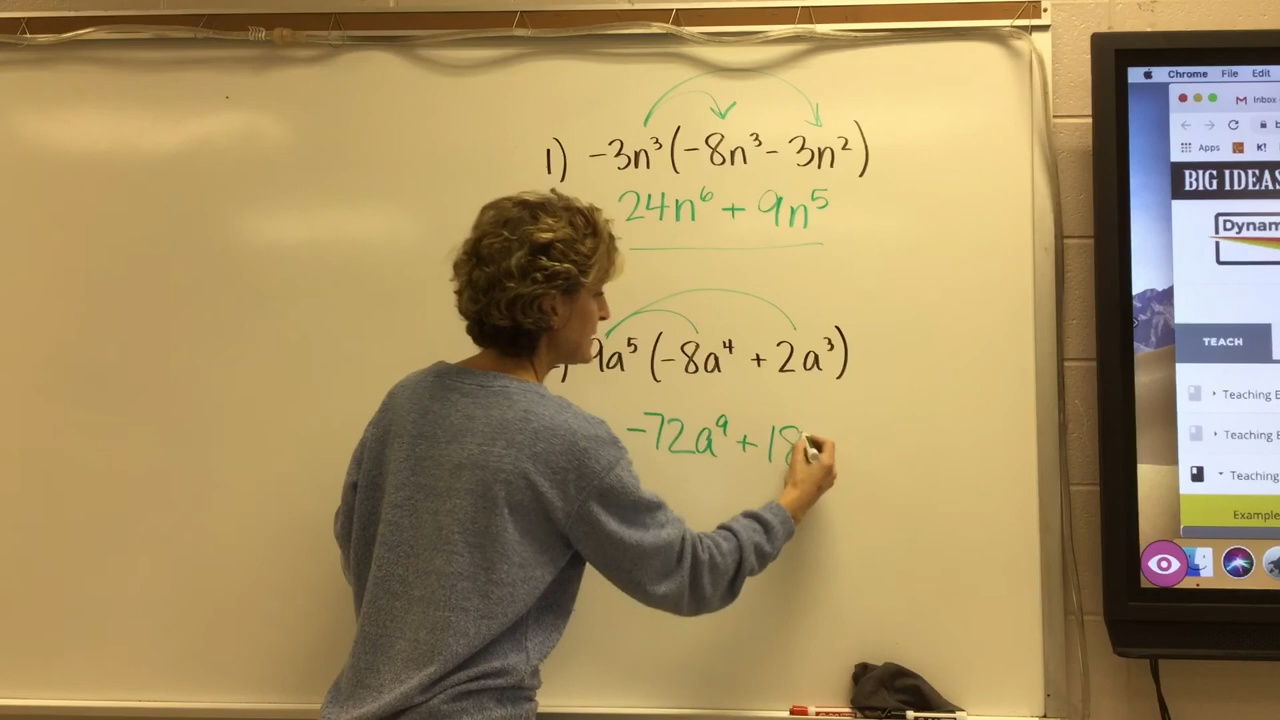 1) -3n³(-8n³ - 3n²)
24n⁶ + 9n⁵
) 9a⁵(-8a⁴ + 2a³)
-72a⁹ + 18
Chrome File Edit
Inbox
Apps K!
BIG IDEAS
Dynam
TEACH
Teaching E
Teaching E
Teaching
Example